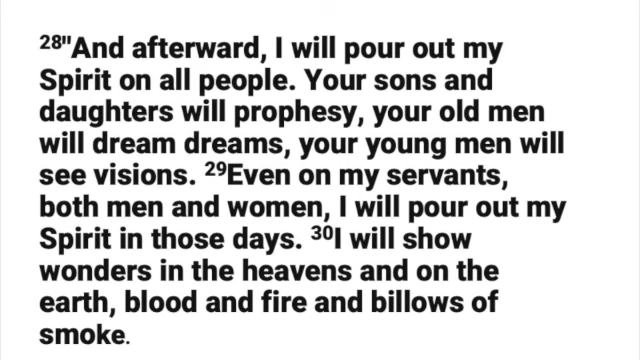 28"And afterward, I will pour out my
Spirit on all people. Your sons and
daughters will prophesy, your old men
will dream dreams, your young men will
see visions. 29Even on my servants,
both men and women, I will pour out my
Spirit in those days. 30I will show
wonders in the heavens and on the
earth, blood and fire and billows of
smoke.